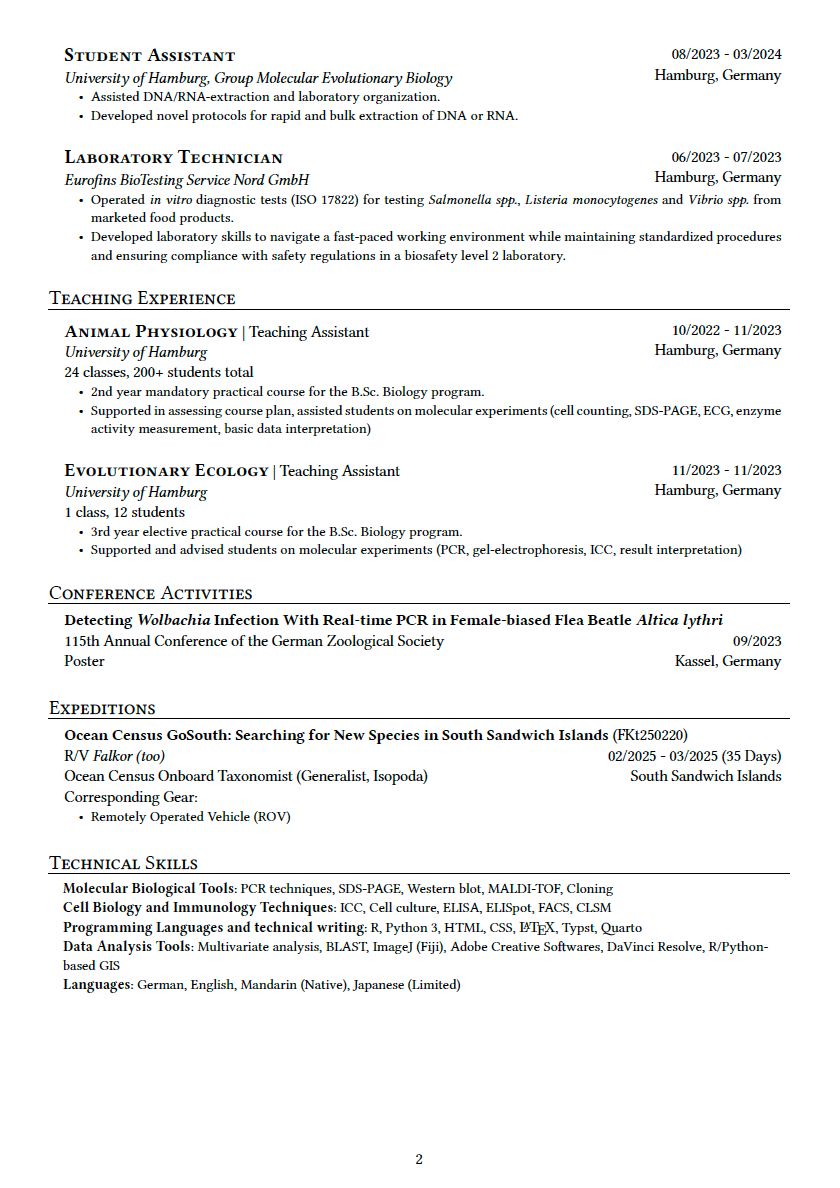 Student Assistant 08/2023 - 03/2024
University of Hamburg, Group Molecular Evolutionary Biology Hamburg, Germany
• Assisted DNA/RNA-extraction and laboratory organization.
• Developed novel protocols for rapid and bulk extraction of DNA or RNA.
Laboratory Technician 06/2023 - 07/2023
Eurofins BioTesting Service Nord GmbH Hamburg, Germany
• Operated in vitro diagnostic tests (ISO 17822) for testing Salmonella spp., Listeria monocytogenes and Vibrio spp. from
marketed food products.
• Developed laboratory skills to navigate a fast-paced working environment while maintaining standardized procedures
and ensuring compliance with safety regulations in a biosafety level 2 laboratory.
Teaching Experience
Animal Physiology | Teaching Assistant 10/2022 - 11/2023
University of Hamburg Hamburg, Germany
24 classes, 200+ students total
• 2nd year mandatory practical course for the B.Sc. Biology program.
• Supported in assessing course plan, assisted students on molecular experiments (cell counting, SDS-PAGE, ECG, enzyme
activity measurement, basic data interpretation)
Evolutionary Ecology | Teaching Assistant 11/2023 - 11/2023
University of Hamburg Hamburg, Germany
1 class, 12 students
• 3rd year elective practical course for the B.Sc. Biology program.
• Supported and advised students on molecular experiments (PCR, gel-electrophoresis, ICC, result interpretation)
Conference Activities
Detecting Wolbachia Infection With Real-time PCR in Female-biased Flea Beatle Altica lythri
115th Annual Conference of the German Zoological Society 09/2023
Poster Kassel, Germany
Expeditions
Ocean Census GoSouth: Searching for New Species in South Sandwich Islands (FKt250220)
R/V Falkor (too) 02/2025 - 03/2025 (35 Days)
Ocean Census Onboard Taxonomist (Generalist, Isopoda) South Sandwich Islands
Corresponding Gear:
• Remotely Operated Vehicle (ROV)
Technical Skills
Molecular Biological Tools: PCR techniques, SDS-PAGE, Western blot, MALDI-TOF, Cloning
Cell Biology and Immunology Techniques: ICC, Cell culture, ELISA, ELISpot, FACS, CLSM
Programming Languages and technical writing: R, Python 3, HTML, CSS, LATEX, Typst, Quarto
Data Analysis Tools: Multivariate analysis, BLAST, ImageJ (Fiji), Adobe Creative Softwares, DaVinci Resolve, R/Python-
based GIS
Languages: German, English, Mandarin (Native), Japanese (Limited)
2